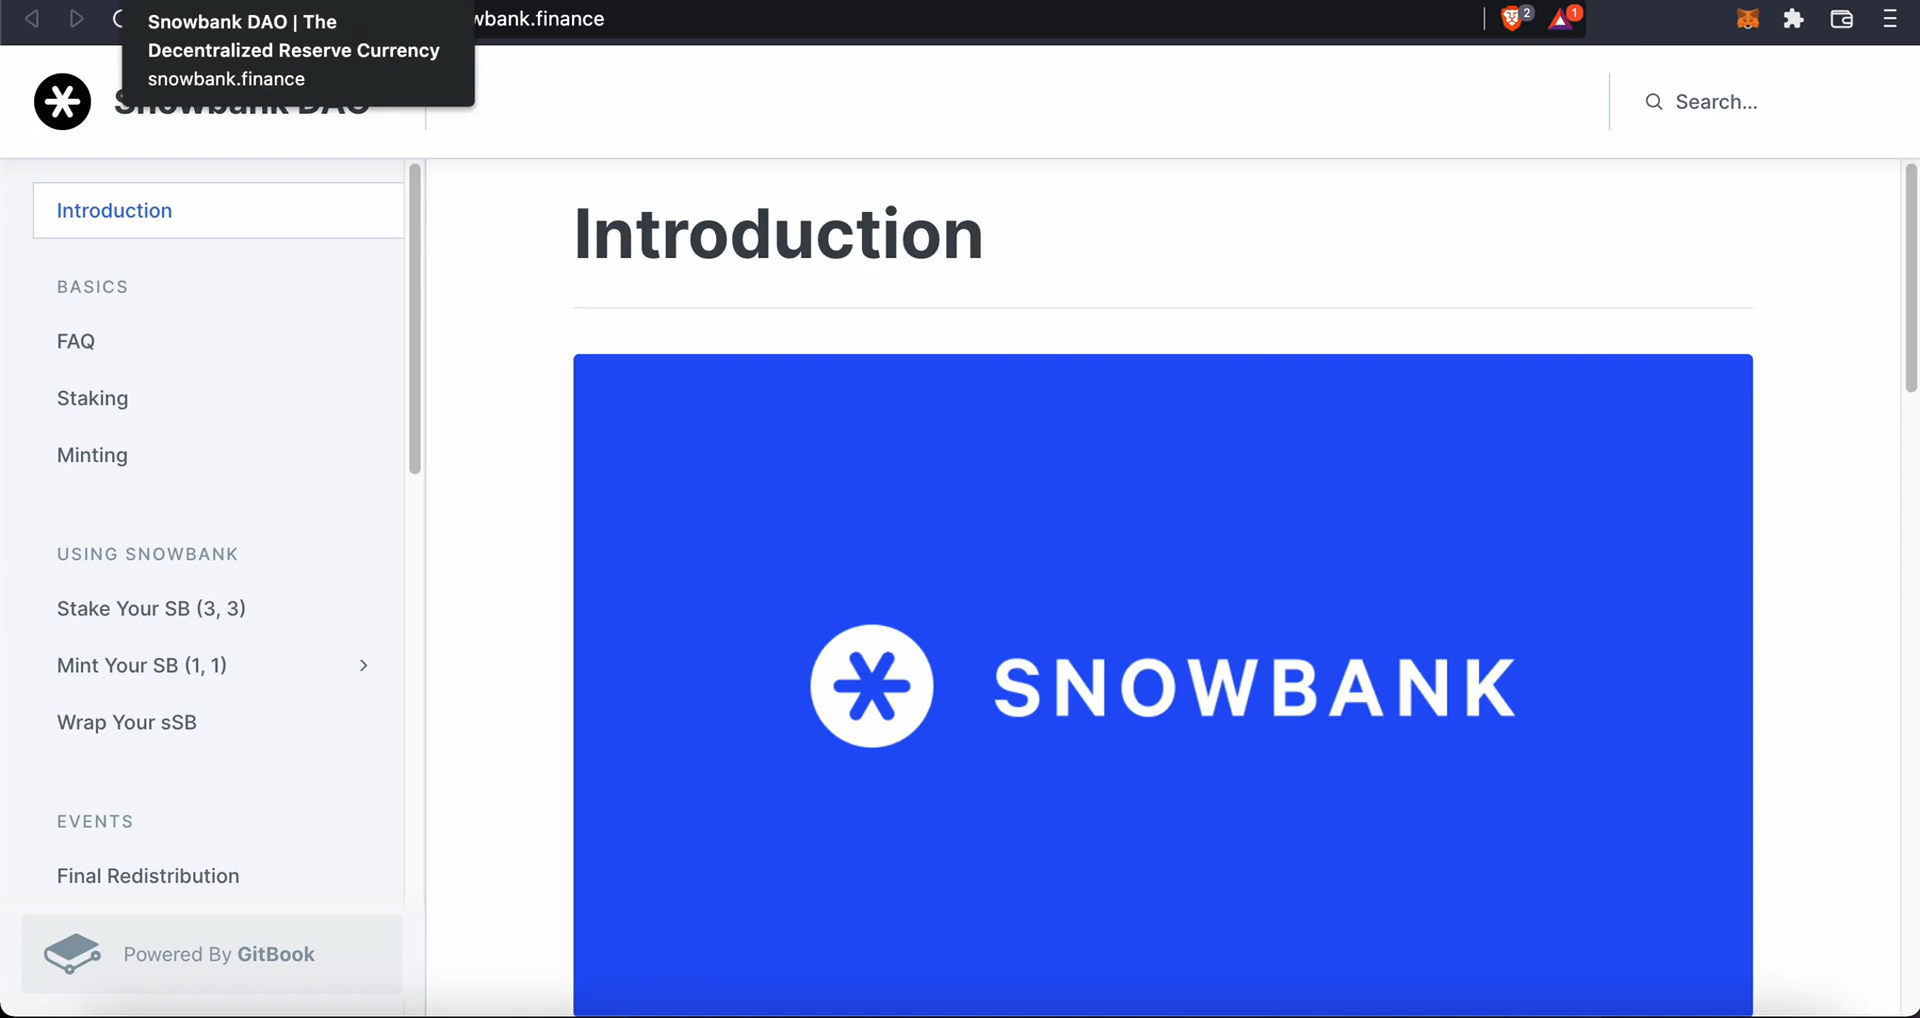 Snowbank DAO | The
Decentralized Reserve Currency
snowbank.finance
wbank.finance
2
1
Snowbank DAO
Search...
Introduction
BASICS
FAQ
Staking
Minting
USING SNOWBANK
Stake Your SB (3, 3)
Mint Your SB (1, 1)
Wrap Your sSB
EVENTS
Final Redistribution
Powered By GitBook
Introduction
SNOWBANK